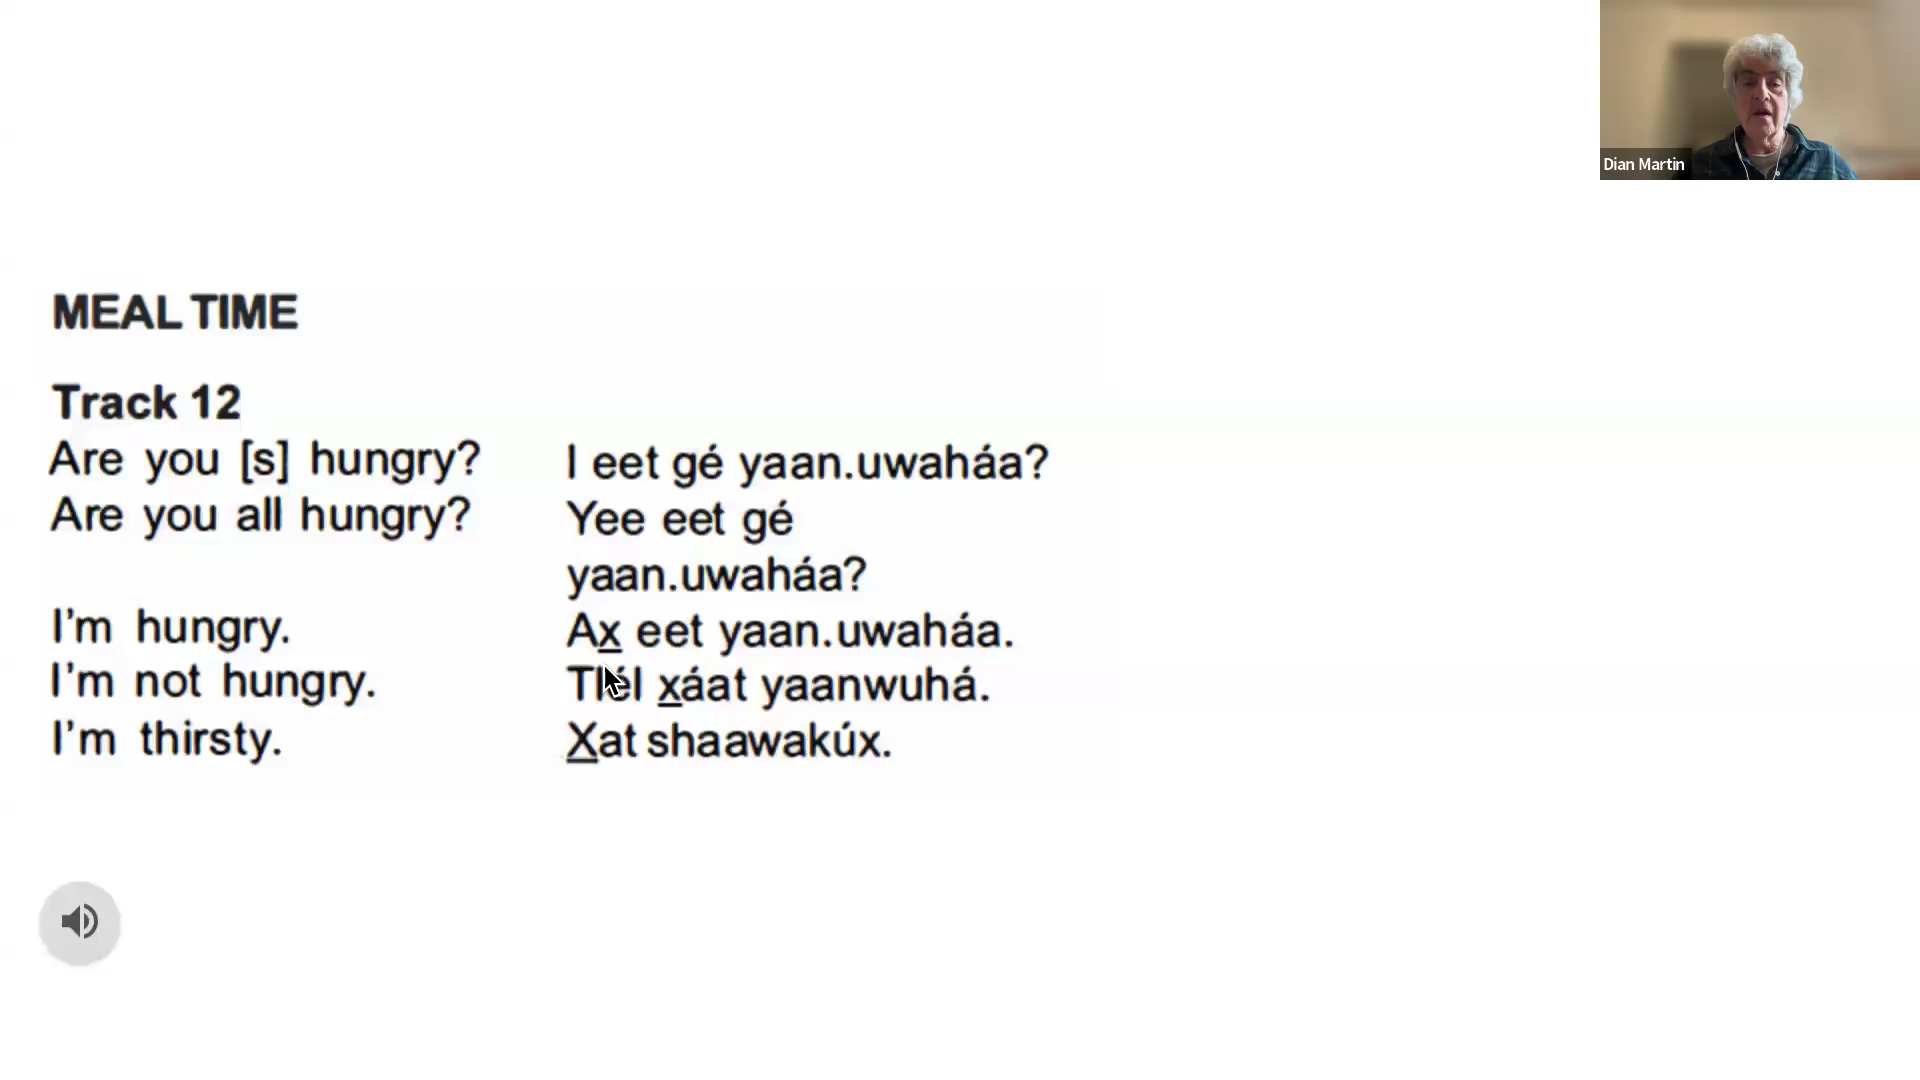 Dian Martin
MEAL TIME
Track 12
Are you [s] hungry? I eet gé yaan.uwaháa?
Are you all hungry? Yee eet gé
yaan.uwaháa?
I'm hungry. Ax̲ eet yaan.uwaháa.
I'm not hungry. Tlél x̲áat yaanwuhá.
I'm thirsty. X̲at shaawakúx.